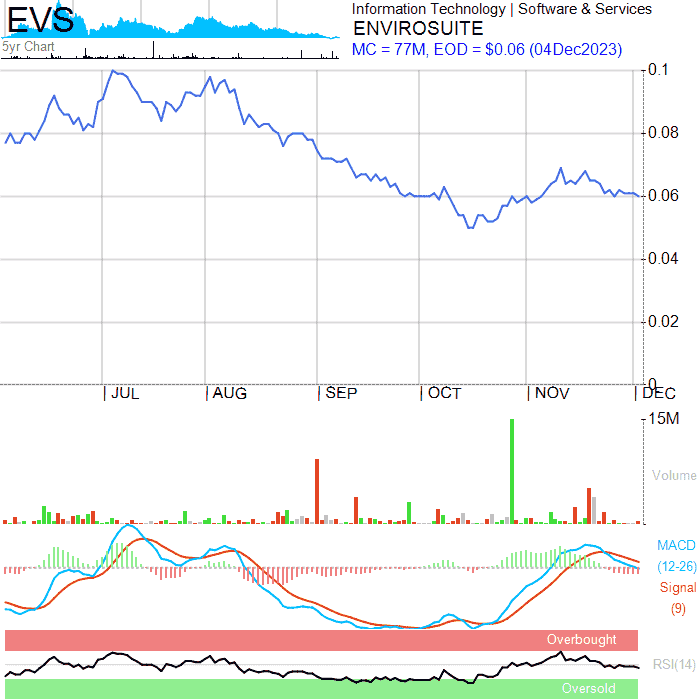 EVS
5yr Chart
Information Technology | Software & Services
ENVIROSUITE
MC = 77M, EOD = $0.06 (04Dec2023)
0.1
0.08
0.06
0.04
0.02
0
| JUL | AUG | SEP | OCT | NOV | DEC
15M
Volume
MACD
(12-26)
Signal
(9)
Overbought
RSI(14)
Oversold